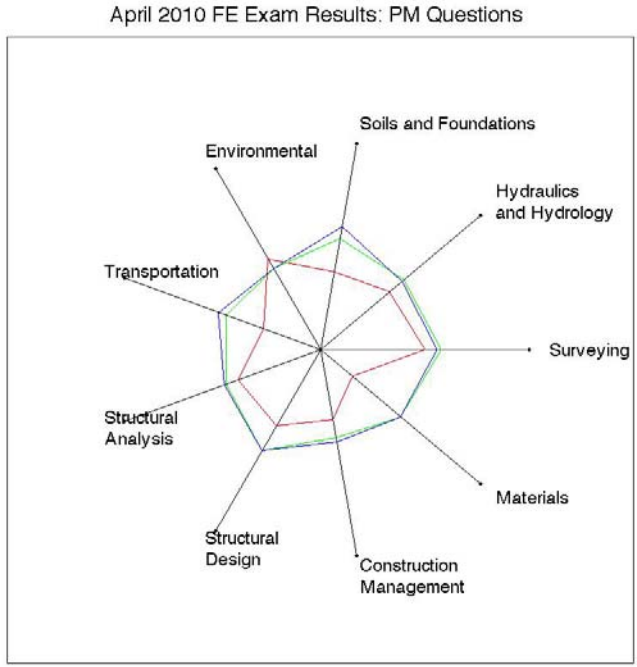 April 2010 FE Exam Results: PM Questions
Soils and Foundations
Environmental
Hydraulics
and Hydrology
Transportation
Surveying
Structural
Analysis
Materials
Structural
Design
Construction
Management